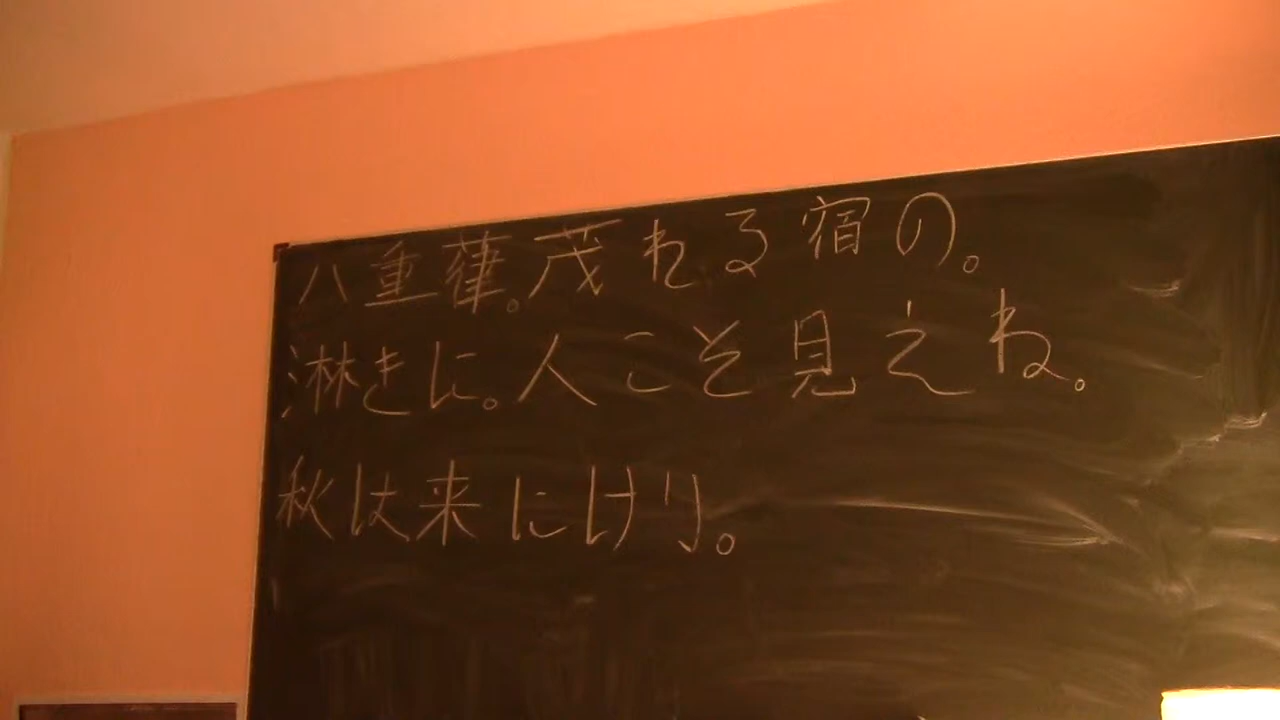 八重葎。茂れる宿の。
淋きに。人こそ見えね。
秋は来にけり。